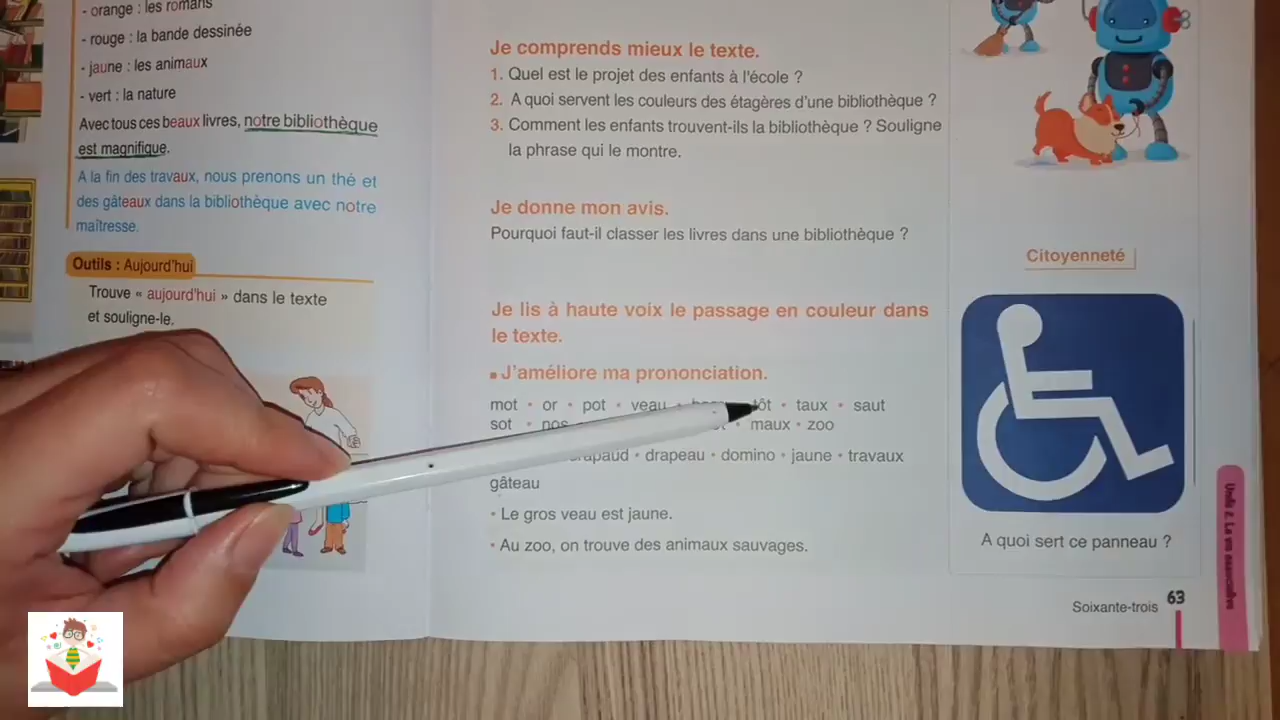 - orange : les romans
- rouge : la bande dessinée
- jaune : les animaux
- vert : la nature
Avec tous ces beaux livres, notre bibliothèque
est magnifique.
A la fin des travaux, nous prenons un thé et
des gâteaux dans la bibliothèque avec notre
maîtresse.
Outils : Aujourd'hui
Trouve « aujourd'hui » dans le texte
et souligne-le.
Je comprends mieux le texte.
1. Quel est le projet des enfants à l'école ?
2. A quoi servent les couleurs des étagères d'une bibliothèque ?
3. Comment les enfants trouvent-ils la bibliothèque ? Souligne
la phrase qui le montre.
Je donne mon avis.
Pourquoi faut-il classer les livres dans une bibliothèque ?
Je lis à haute voix le passage en couleur dans
le texte.
▪ J'améliore ma prononciation.
mot • or • pot • veau • tôt • taux • saut
sot • nos • maux • zoo
• drapeau • domino • jaune • travaux
gâteau
• Le gros veau est jaune.
• Au zoo, on trouve des animaux sauvages.
Citoyenneté
A quoi sert ce panneau ?
Soixante-trois 63